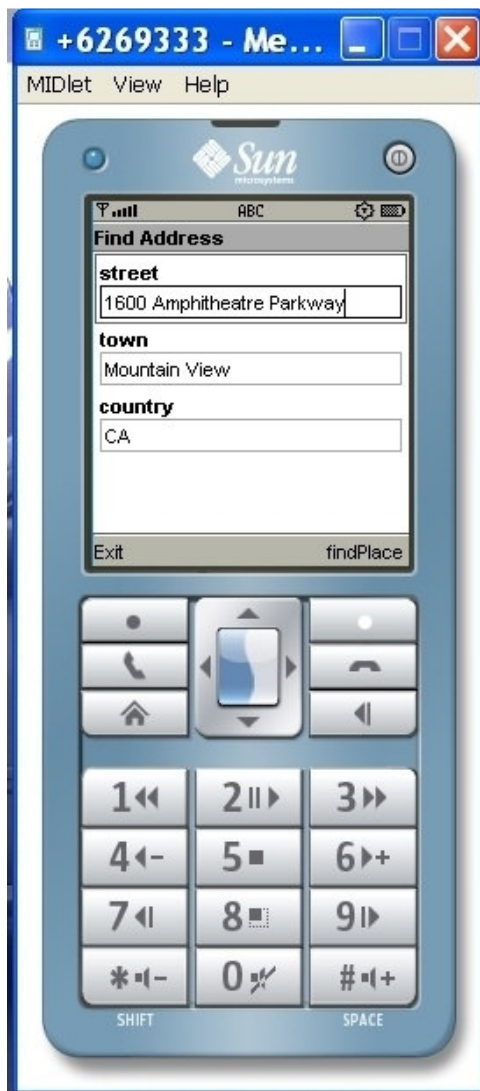 +6269333 - Me...
MIDlet View Help
Sun
microsystems
ABC
Find Address
street
1600 Amphitheatre Parkway
town
Mountain View
country
CA
Exit findPlace
1 2 3
4 - 5 6 +
7 8 9
* - 0 # +
SHIFT SPACE